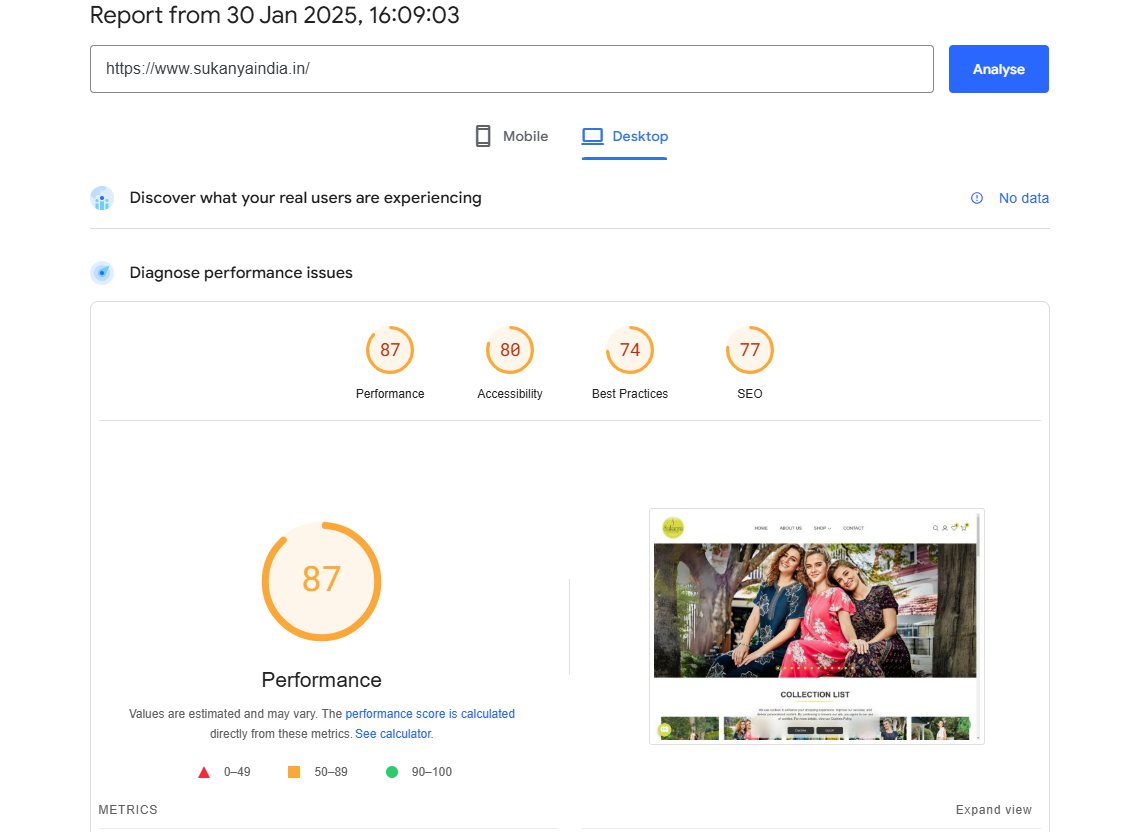 Report from 30 Jan 2025, 16:09:03
https://www.sukanyaindia.in/
Analyse
Mobile
Desktop
Discover what your real users are experiencing
No data
Diagnose performance issues
87
80
74
77
Performance
Accessibility
Best Practices
SEO
87
Performance
Values are estimated and may vary. The performance score is calculated
directly from these metrics. See calculator.
0–49
50–89
90–100
HOME
ABOUT US
SHOP
CONTACT
COLLECTION LIST
METRICS
Expand view